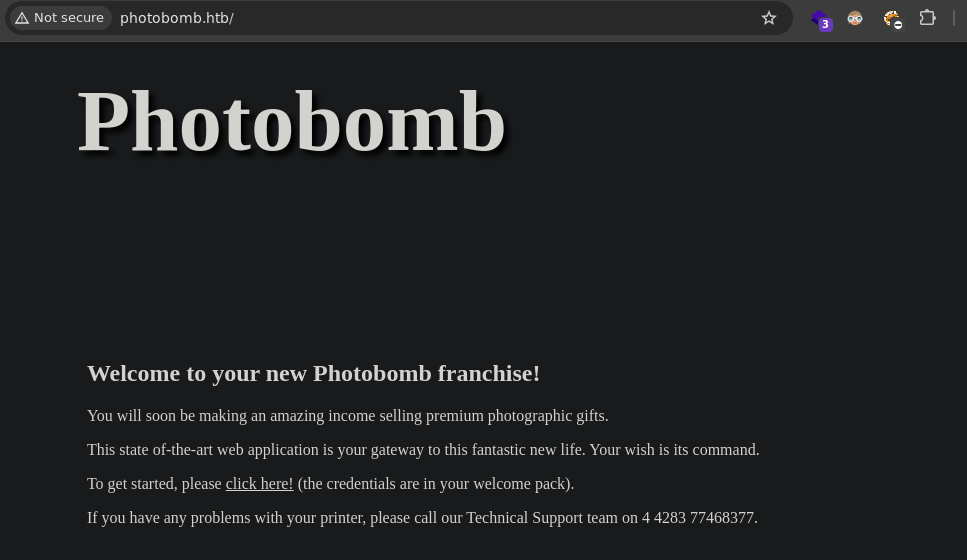 Not secure photobomb.htb/
3
Photobomb
Welcome to your new Photobomb franchise!
You will soon be making an amazing income selling premium photographic gifts.
This state of-the-art web application is your gateway to this fantastic new life. Your wish is its command.
To get started, please click here! (the credentials are in your welcome pack).
If you have any problems with your printer, please call our Technical Support team on 4 4283 77468377.